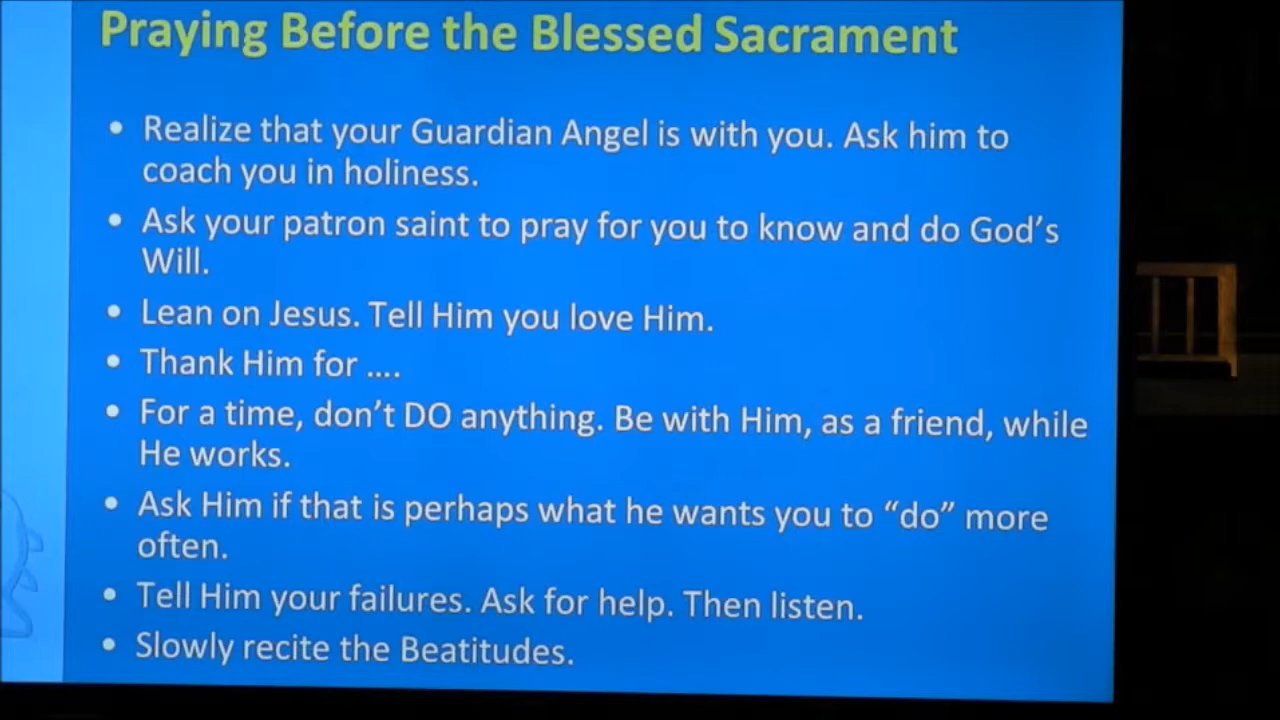 Praying Before the Blessed Sacrament
• Realize that your Guardian Angel is with you. Ask him to
coach you in holiness.
• Ask your patron saint to pray for you to know and do God’s
Will.
• Lean on Jesus. Tell Him you love Him.
• Thank Him for ....
• For a time, don’t DO anything. Be with Him, as a friend, while
He works.
• Ask Him if that is perhaps what he wants you to “do” more
often.
• Tell Him your failures. Ask for help. Then listen.
• Slowly recite the Beatitudes.